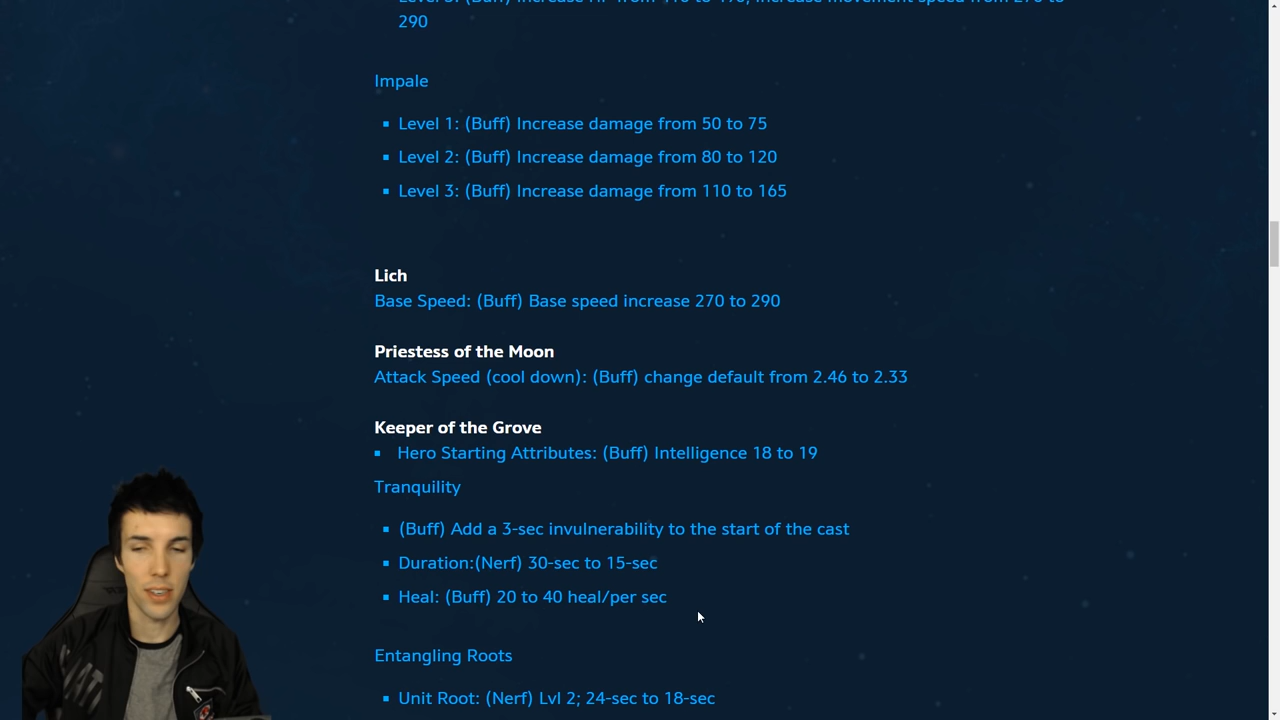 290
Impale
▪ Level 1: (Buff) Increase damage from 50 to 75
▪ Level 2: (Buff) Increase damage from 80 to 120
▪ Level 3: (Buff) Increase damage from 110 to 165
Lich
Base Speed: (Buff) Base speed increase 270 to 290
Priestess of the Moon
Attack Speed (cool down): (Buff) change default from 2.46 to 2.33
Keeper of the Grove
▪ Hero Starting Attributes: (Buff) Intelligence 18 to 19
Tranquility
▪ (Buff) Add a 3-sec invulnerability to the start of the cast
▪ Duration:(Nerf) 30-sec to 15-sec
▪ Heal: (Buff) 20 to 40 heal/per sec
Entangling Roots
▪ Unit Root: (Nerf) Lvl 2; 24-sec to 18-sec